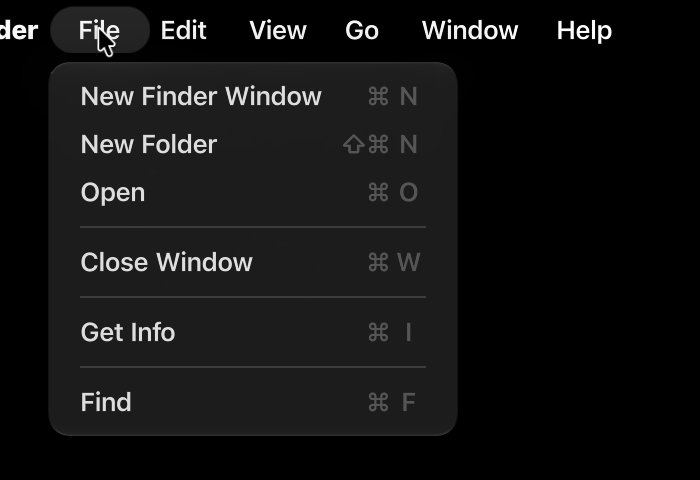 der File Edit View Go Window Help
New Finder Window ⌘ N
New Folder ⇧⌘ N
Open ⌘ O
Close Window ⌘ W
Get Info ⌘ I
Find ⌘ F